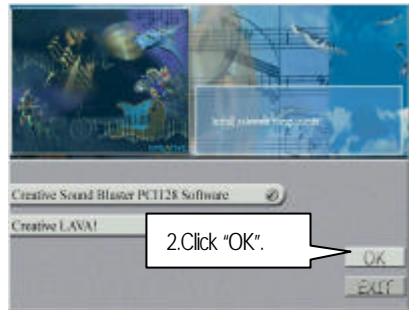 Creative Sound Blaster PCI128 Software
Creative LAVA!
2.Click “OK”.
OK
EXIT